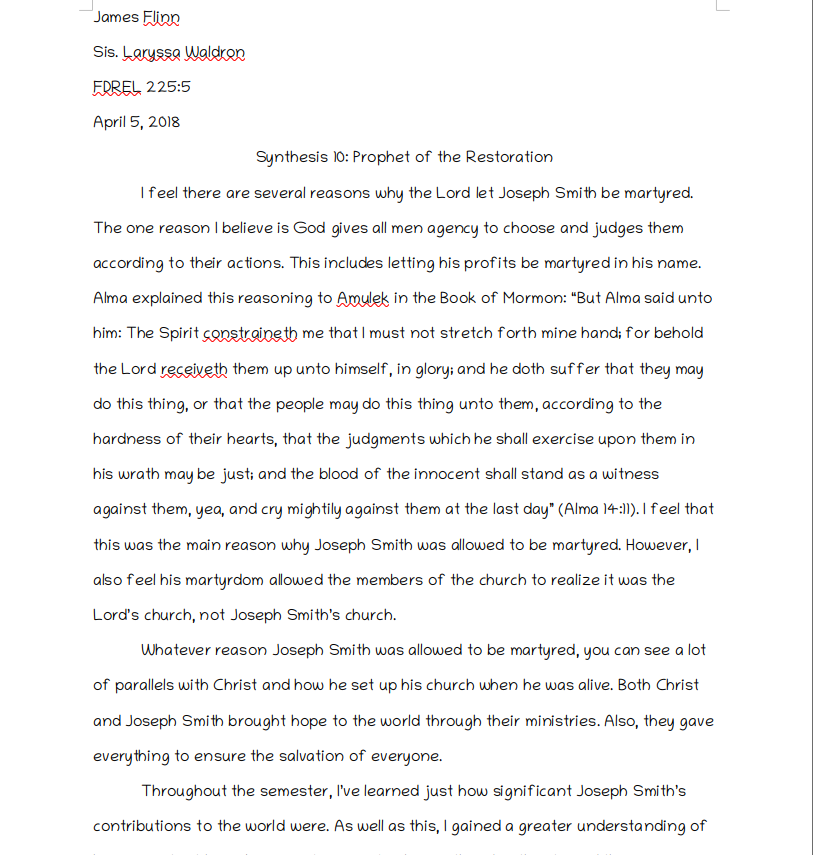 James Flinn
Sis. Laryssa Waldron
FDREL 225:5
April 5, 2018
Synthesis 10: Prophet of the Restoration
I feel there are several reasons why the Lord let Joseph Smith be martyred.
The one reason I believe is God gives all men agency to choose and judges them
according to their actions. This includes letting his profits be martyred in his name.
Alma explained this reasoning to Amulek in the Book of Mormon: "But Alma said unto
him: The Spirit constraineth me that I must not stretch forth mine hand; for behold
the Lord receiveth them up unto himself, in glory; and he doth suffer that they may
do this thing, or that the people may do this thing unto them, according to the
hardness of their hearts, that the judgments which he shall exercise upon them in
his wrath may be just; and the blood of the innocent shall stand as a witness
against them, yea, and cry mightily against them at the last day" (Alma 14:11). I feel that
this was the main reason why Joseph Smith was allowed to be martyred. However, I
also feel his martyrdom allowed the members of the church to realize it was the
Lord's church, not Joseph Smith's church.
Whatever reason Joseph Smith was allowed to be martyred, you can see a lot
of parallels with Christ and how he set up his church when he was alive. Both Christ
and Joseph Smith brought hope to the world through their ministries. Also, they gave
everything to ensure the salvation of everyone.
Throughout the semester, I've learned just how significant Joseph Smith's
contributions to the world were. As well as this, I gained a greater understanding of